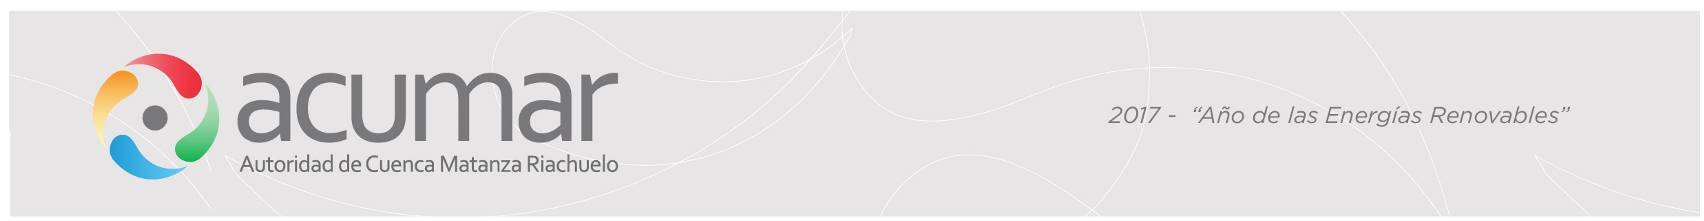 acumar
Autoridad de Cuenca Matanza Riachuelo
2017 - “Año de las Energías Renovables”